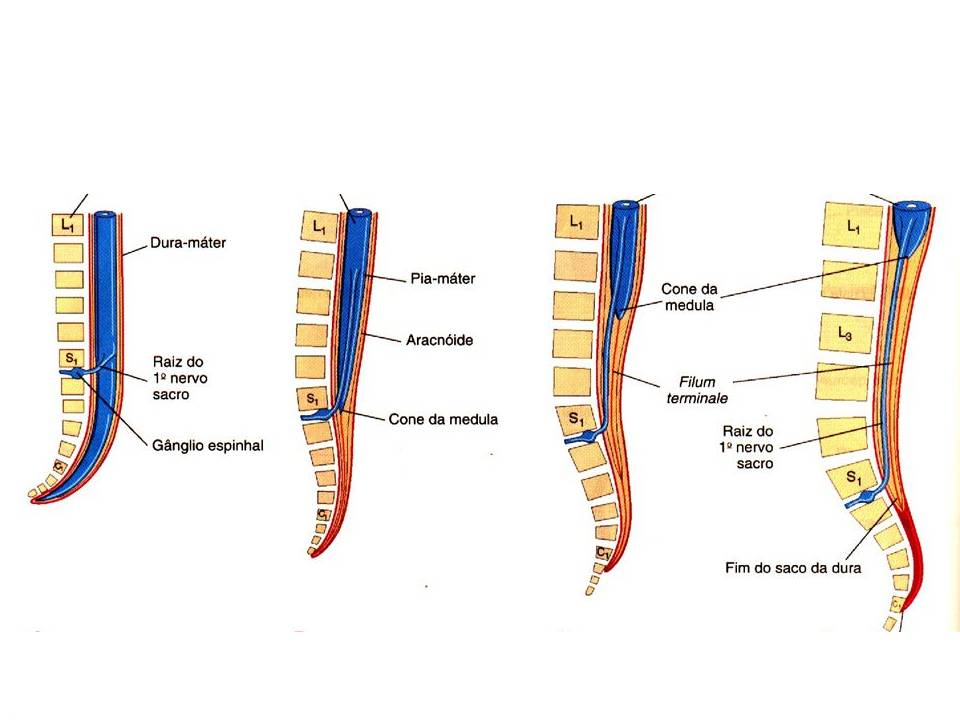 L1
Dura-máter
S1
Raiz do
1º nervo
sacro
Gânglio espinhal
L1
Pia-máter
Aracnóide
S1
Cone da medula
C1
L1
Cone da
medula
Filum
terminale
S1
C1
L1
L3
Raiz do
1º nervo
sacro
S1
Fim do saco da dura